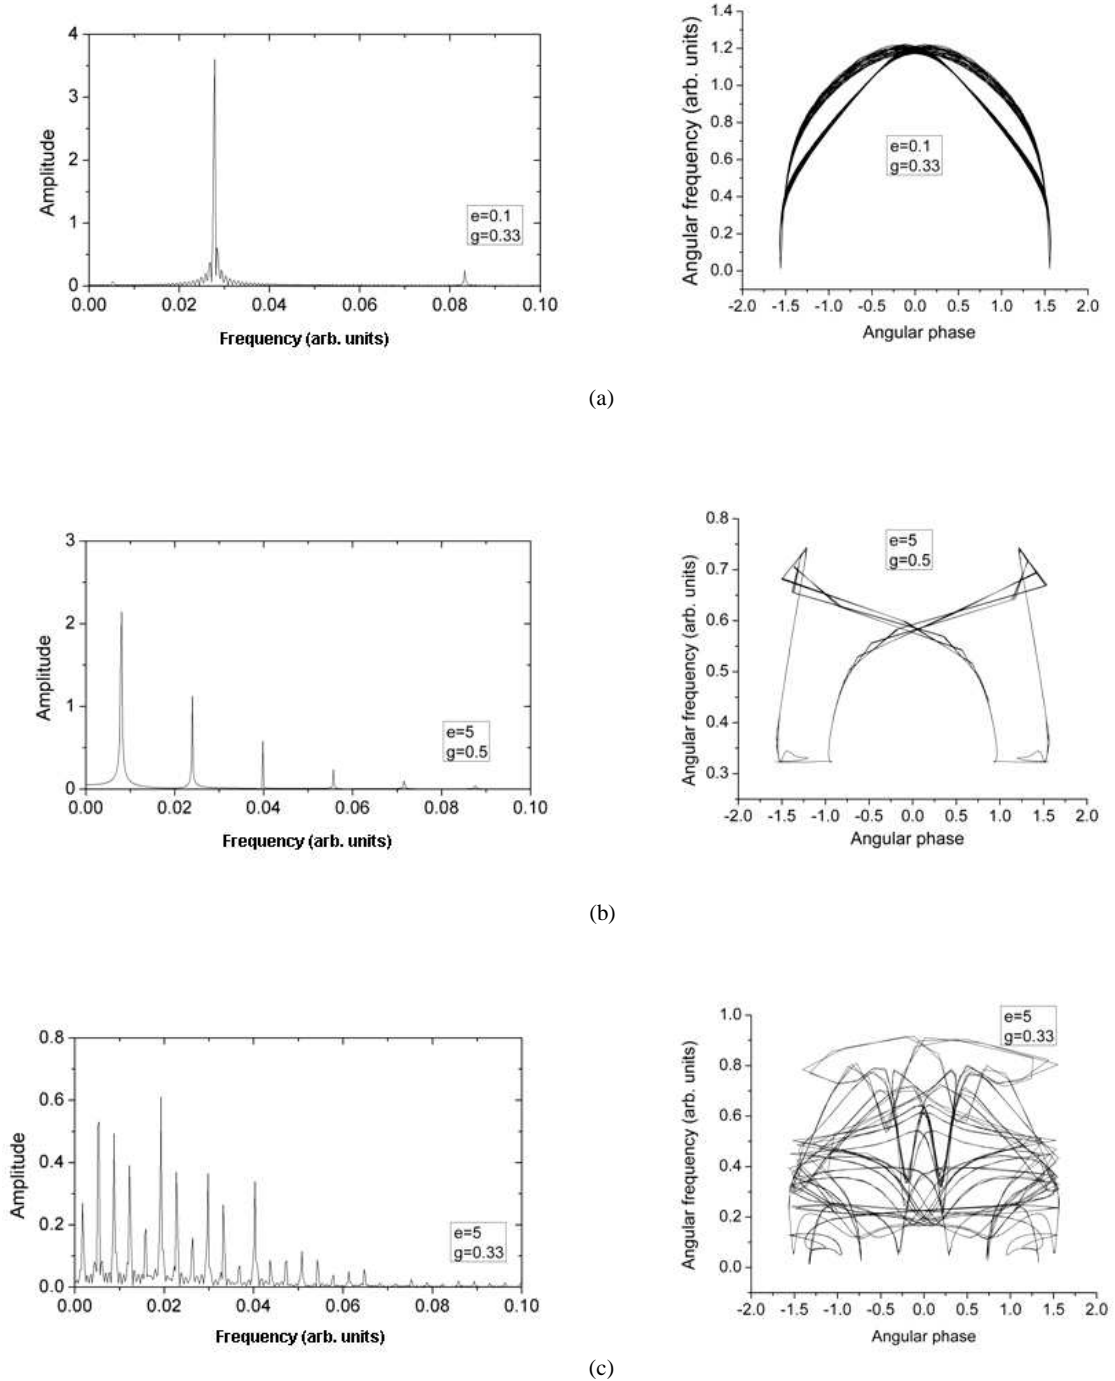 4
3
2
1
0
0.00 0.02 0.04 0.06 0.08 0.10
Amplitude
Frequency (arb. units)
e=0.1
g=0.33
1.4
1.2
1.0
0.8
0.6
0.4
0.2
0.0
-2.0 -1.5 -1.0 -0.5 0.0 0.5 1.0 1.5 2.0
Angular frequency (arb. units)
Angular phase
e=0.1
g=0.33
(a)
3
2
1
0
0.00 0.02 0.04 0.06 0.08 0.10
Amplitude
Frequency (arb. units)
e=5
g=0.5
0.8
0.7
0.6
0.5
0.4
0.3
-2.0 -1.5 -1.0 -0.5 0.0 0.5 1.0 1.5 2.0
Angular frequency (arb. units)
Angular phase
e=5
g=0.5
(b)
0.8
0.6
0.4
0.2
0.0
0.00 0.02 0.04 0.06 0.08 0.10
Amplitude
Frequency (arb. units)
e=5
g=0.33
1.0
0.8
0.6
0.4
0.2
0.0
-2.0 -1.5 -1.0 -0.5 0.0 0.5 1.0 1.5 2.0
Angular frequency (arb. units)
Angular phase
e=5
g=0.33
(c)